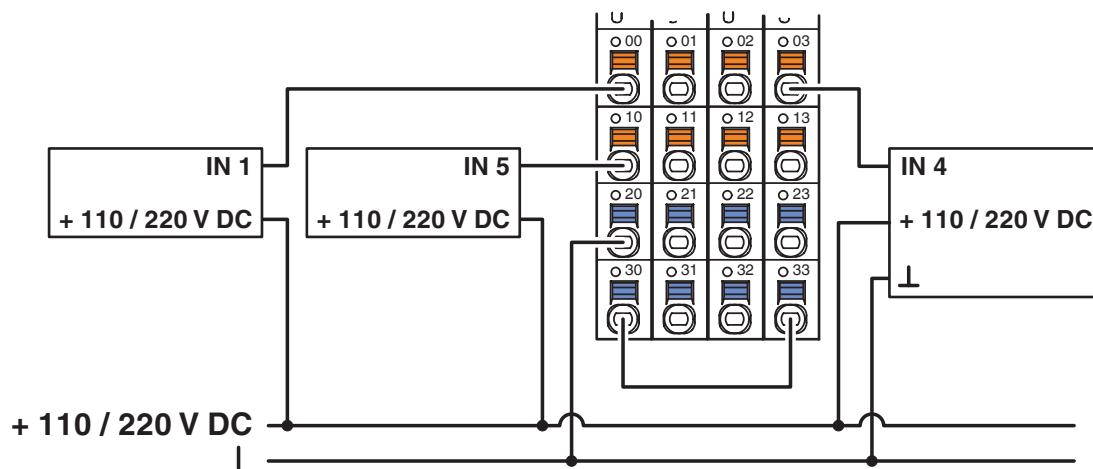 00 01 02 03
10 11 12 13
IN 1
IN 5
IN 4
20 21 22 23
+ 110 / 220 V DC
+ 110 / 220 V DC
+ 110 / 220 V DC
30 31 32 33
+ 110 / 220 V DC